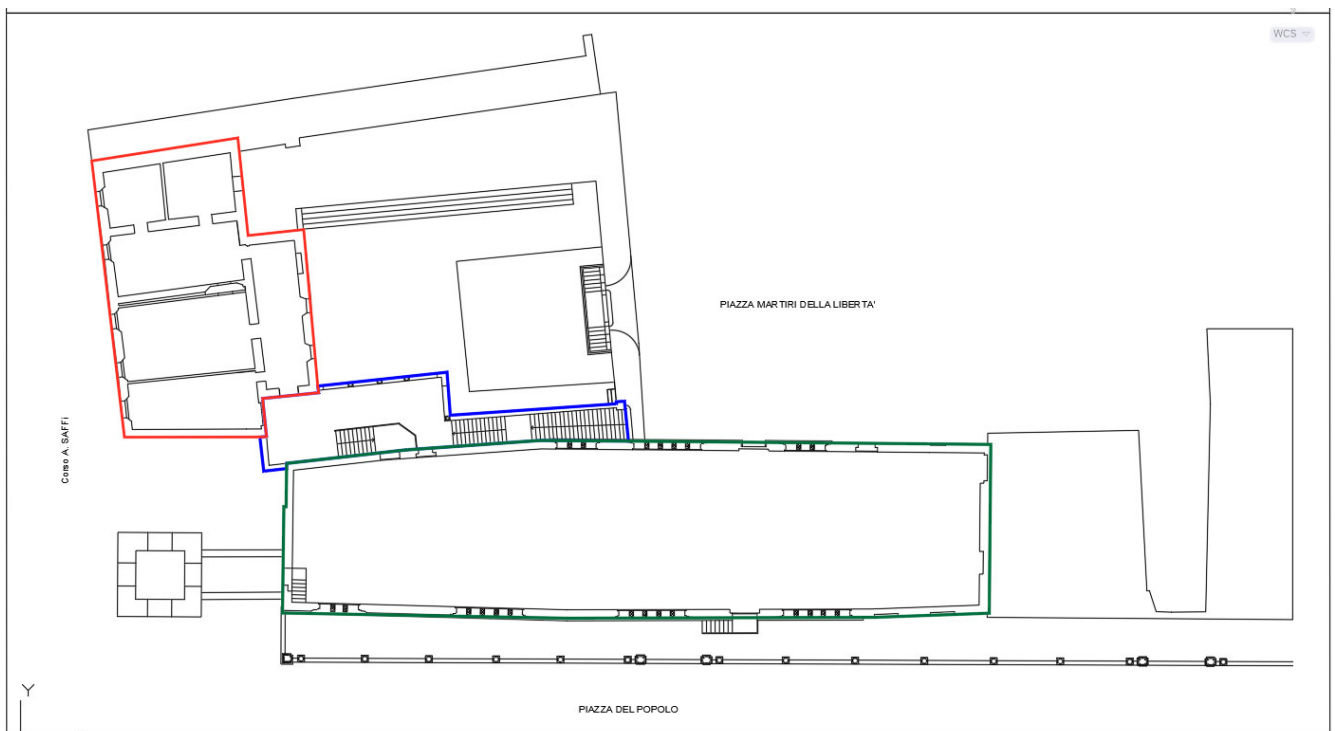 WCS
PIAZZA MARTIRI DELLA LIBERTA'
Corso A. SAFFI
Y
PIAZZA DEL POPOLO